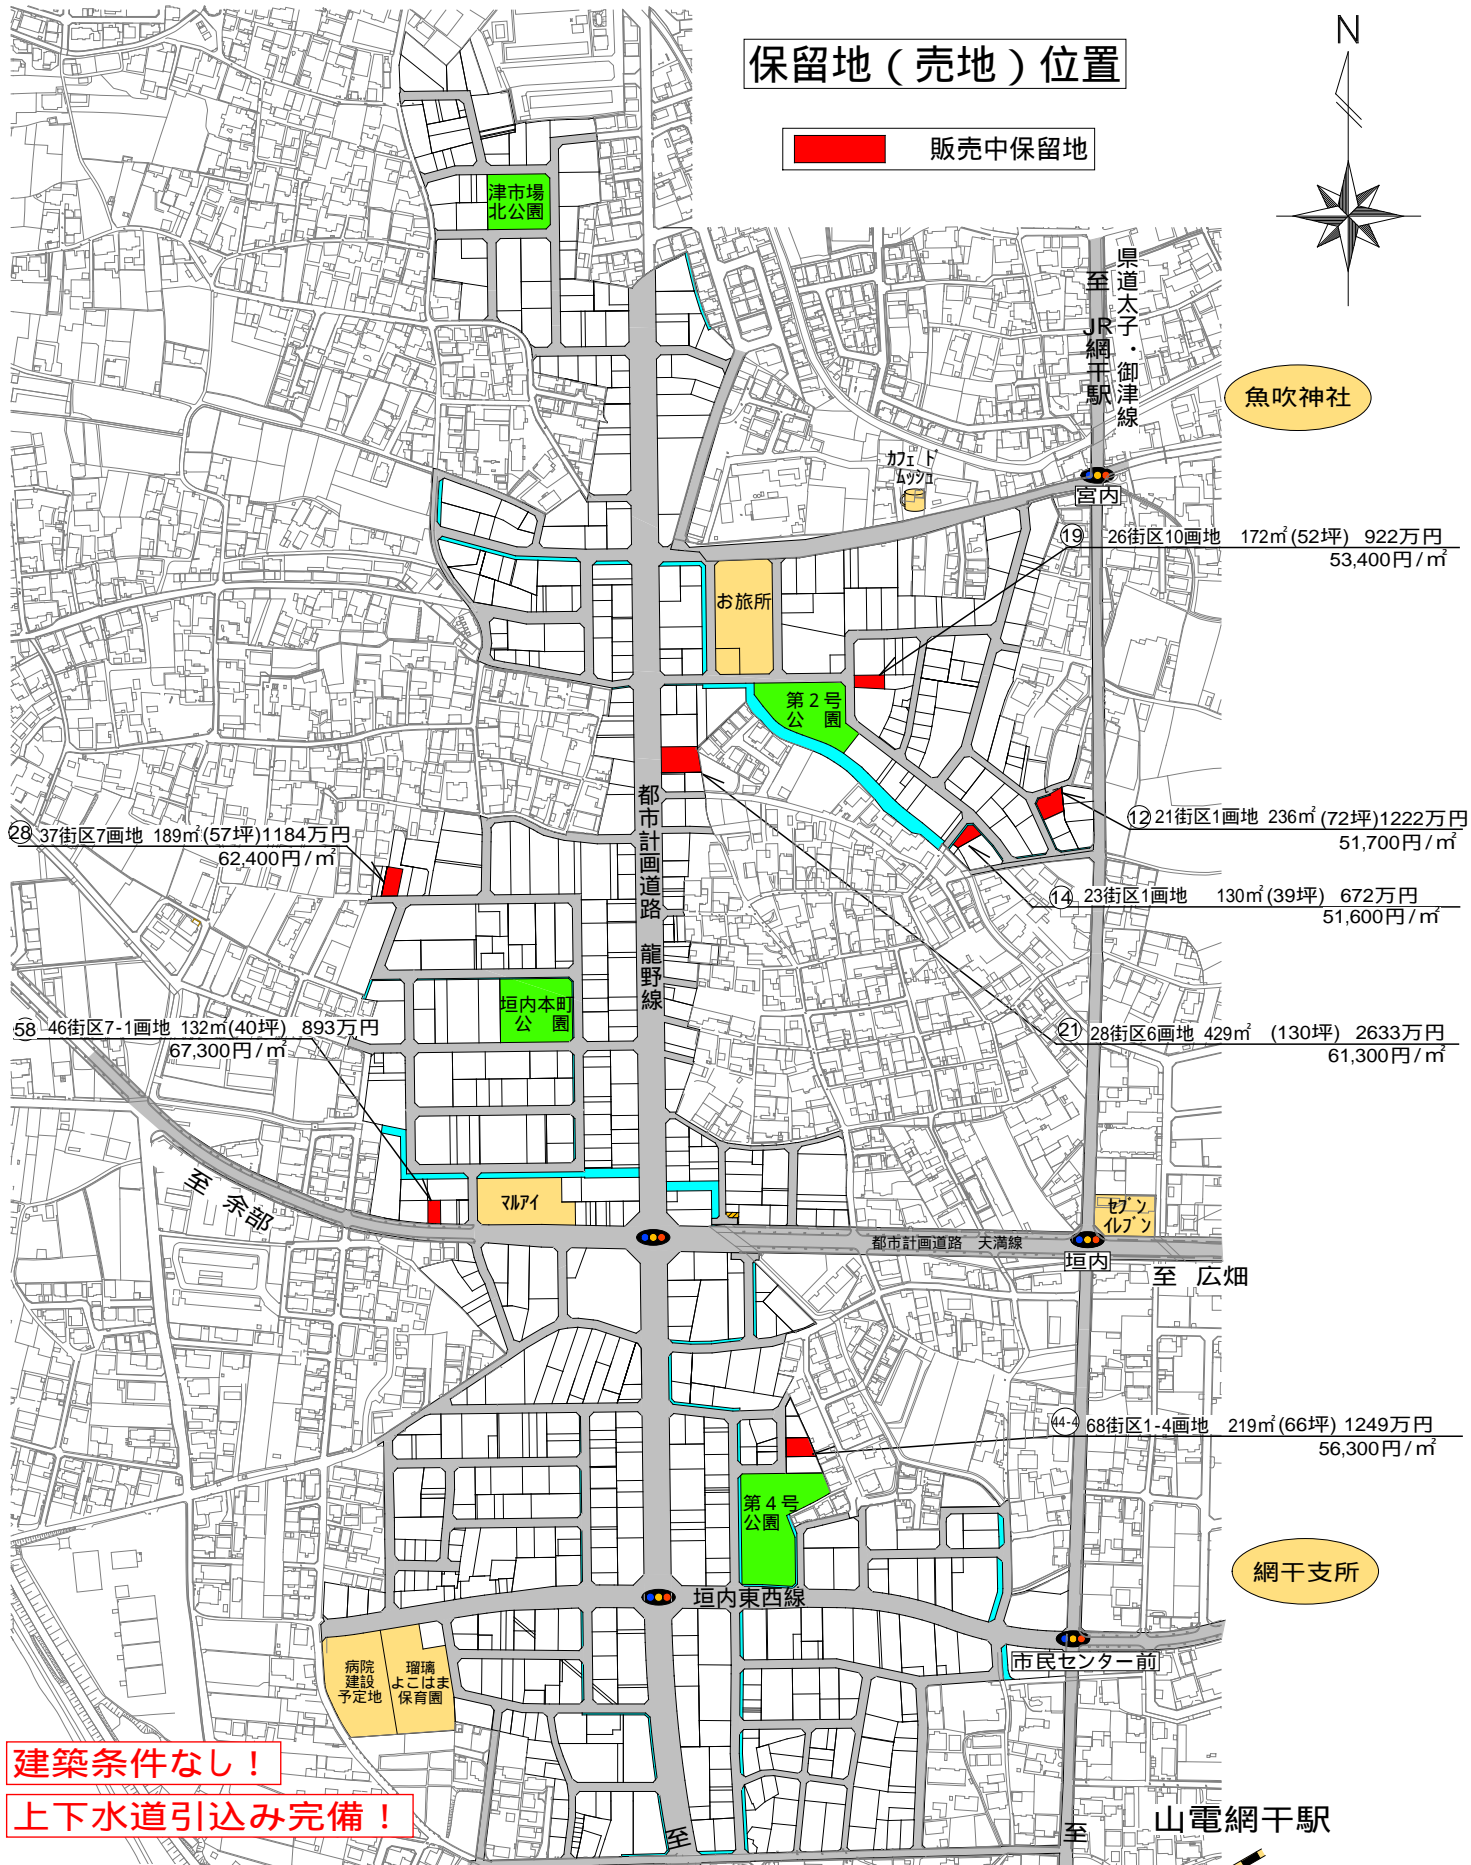 保留地（売地）位置
販売中保留地
N
津市場
北公園
県道太子・御津線
至 JR網干駅
魚吹神社
ｶﾌｪ ﾄﾞ
ﾑｯｼｭ
宮内
⑲ 26街区10画地 172㎡(52坪) 922万円
53,400円/㎡
お旅所
第２号
公 園
⑫ 21街区1画地 236㎡(72坪)1222万円
51,700円/㎡
⑭ 23街区1画地 130㎡(39坪) 672万円
51,600円/㎡
㉘ 37街区7画地 189㎡(57坪)1184万円
62,400円/㎡
都市計画道路 龍野線
垣内本町
公 園
58 46街区7-1画地 132㎡(40坪) 893万円
67,300円/㎡
㉑ 28街区6画地 429㎡ (130坪) 2633万円
61,300円/㎡
至 余部
ﾏﾙｱｲ
ｾﾌﾞﾝ
ｲﾚﾌﾞﾝ
都市計画道路 天満線
垣内
至 広畑
44-4 68街区1-4画地 219㎡(66坪) 1249万円
56,300円/㎡
第４号
公園
網干支所
垣内東西線
市民センター前
病院
建設
予定地
瑠璃
よこはま
保育園
建築条件なし！
上下水道引込み完備！
至
至
山電網干駅